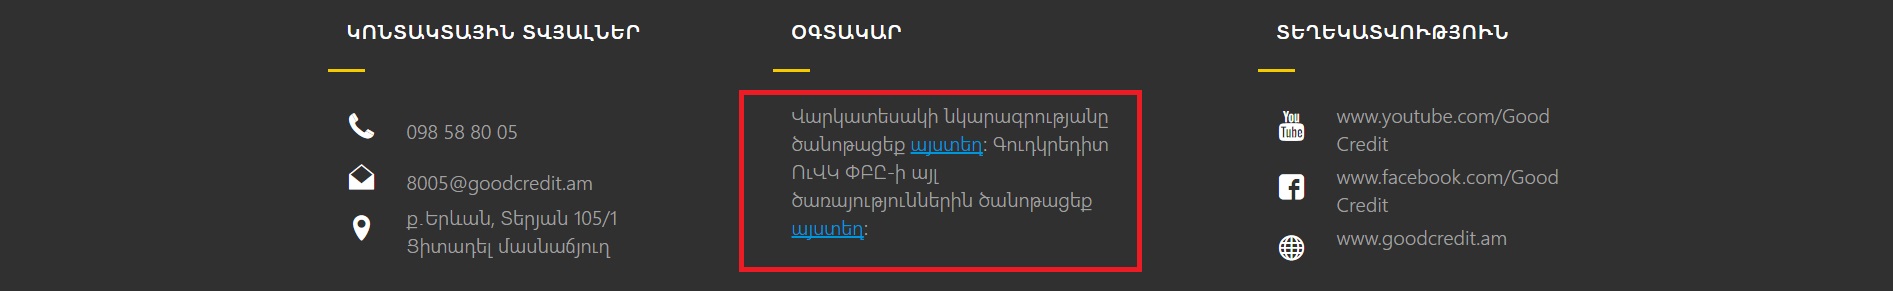 ԿՈՆՏԱԿՏԱՅԻՆ ՏՎՅԱԼՆԵՐ
098 58 80 05
8005@goodcredit.am
ք.Երևան, Տերյան 105/1
Ցիտադել մասնաճյուղ
ՕԳՏԱԿԱՐ
Վարկատեսակի նկարագրությանը
ծանոթացեք այստեղ: Գուդկրեդիտ
ՈւՎԿ ՓԲԸ-ի այլ
ծառայություններին ծանոթացեք
այստեղ:
ՏԵՂԵԿԱՏՎՈՒԹՅՈՒՆ
You
Tube
www.youtube.com/Good
Credit
www.facebook.com/Good
Credit
www.goodcredit.am